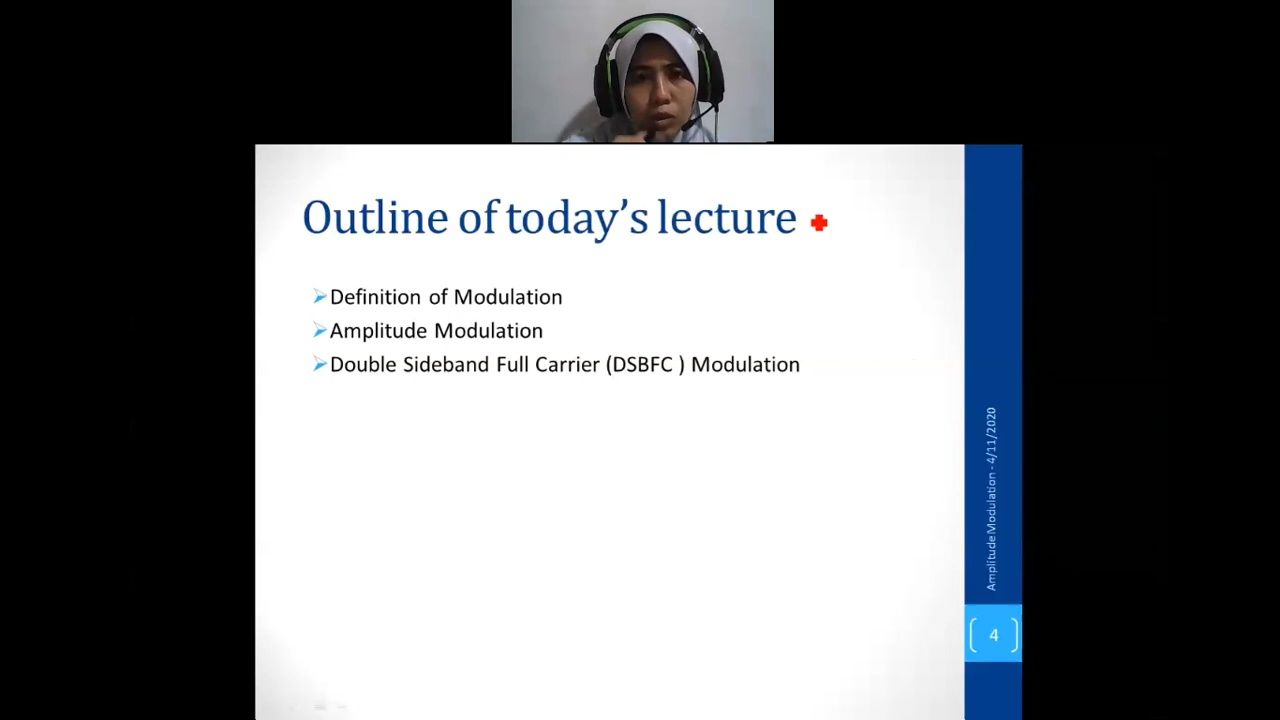 Outline of today's lecture
Definition of Modulation
Amplitude Modulation
Double Sideband Full Carrier (DSBFC ) Modulation
Amplitude Modulation - 4/11/2020
4